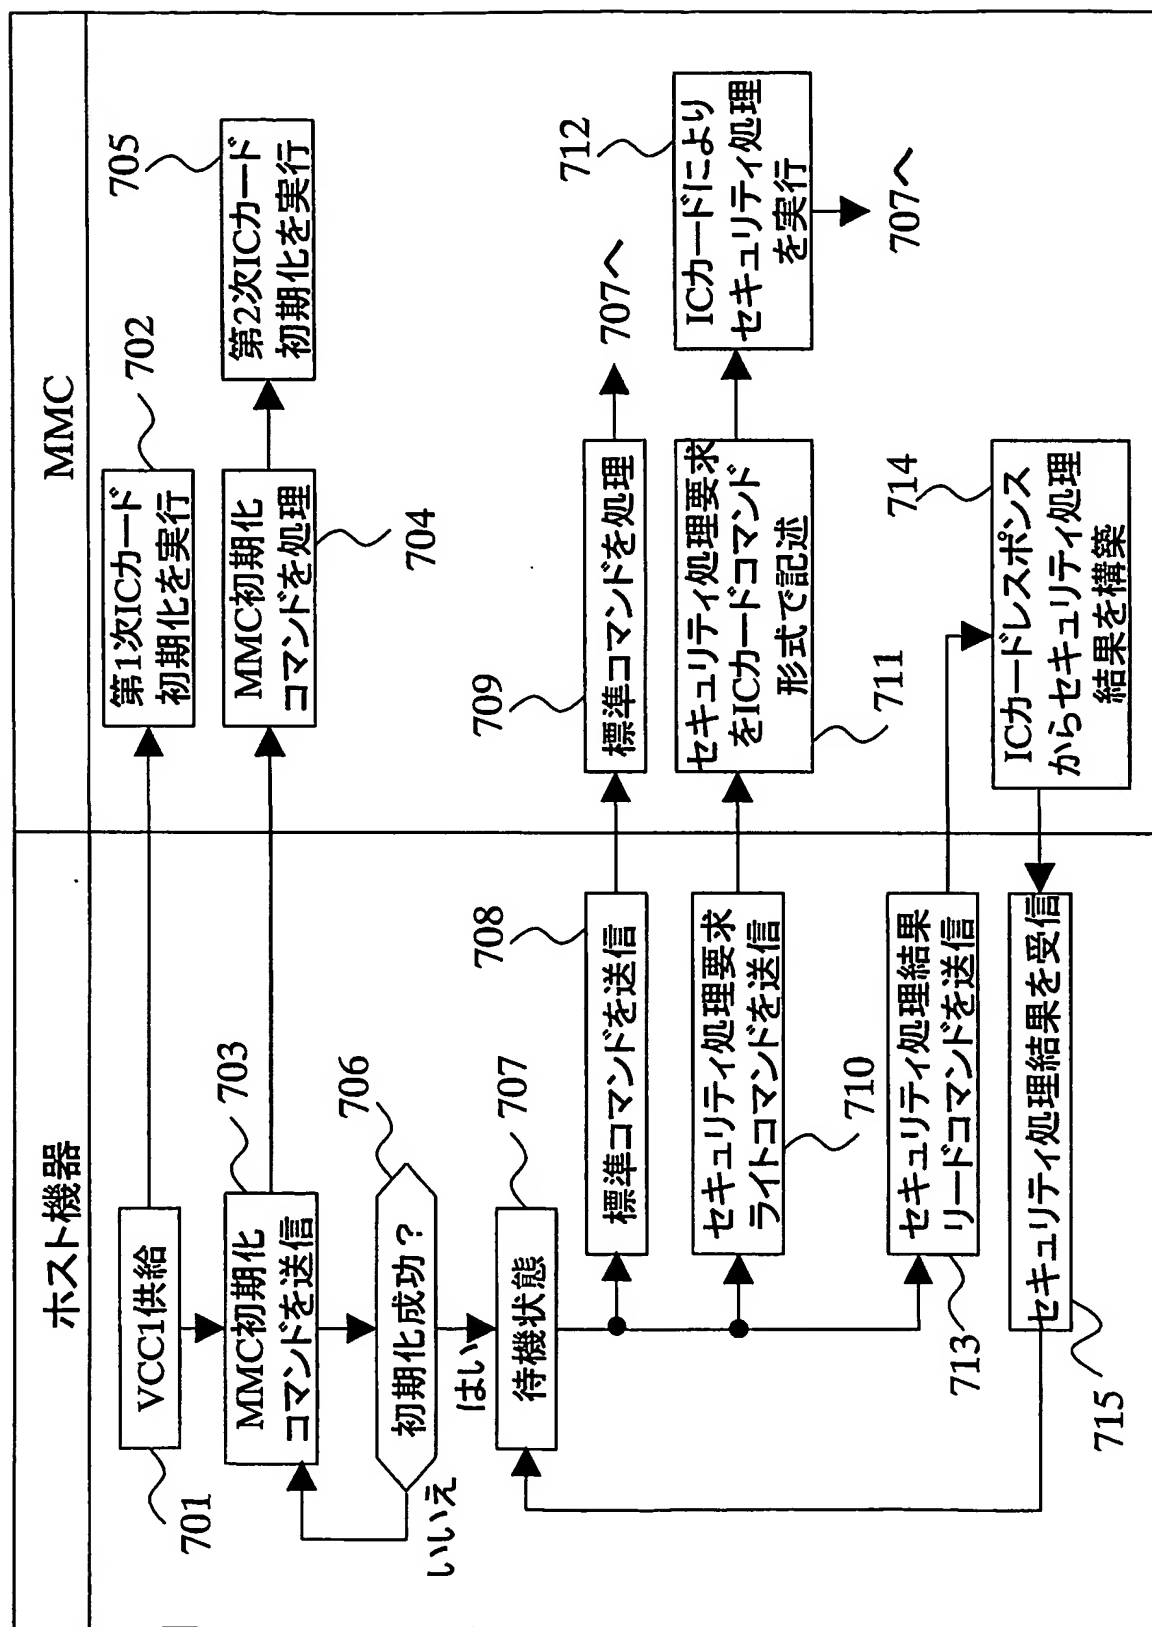 ホスト機器
MMC
VCC1供給
701
第1次ICカード
初期化を実行
702
MMC初期化
コマンドを送信
703
MMC初期化
コマンドを処理
704
第2次ICカード
初期化を実行
705
初期化成功？
706
いいえ
はい
待機状態
707
標準コマンドを送信
708
標準コマンドを処理
709
707へ
セキュリティ処理要求
ライトコマンドを送信
710
セキュリティ処理要求
をICカードコマンド
形式で記述
711
ICカードにより
セキュリティ処理
を実行
712
707へ
セキュリティ処理結果
リードコマンドを送信
713
ICカードレスポンス
からセキュリティ処理
結果を構築
714
セキュリティ処理結果を受信
715